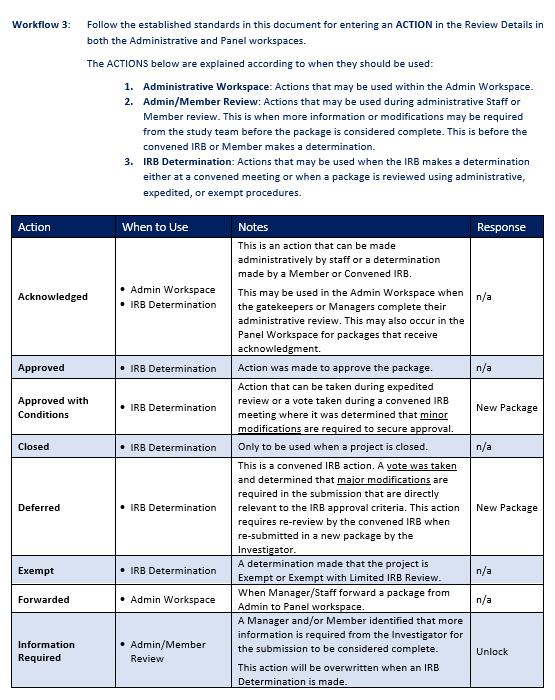 Workflow 3: Follow the established standards in this document for entering an ACTION in the Review Details in
both the Administrative and Panel workspaces.
The ACTIONS below are explained according to when they should be used:
1. Administrative Workspace: Actions that may be used within the Admin Workspace.
2. Admin/Member Review: Actions that may be used during administrative Staff or
Member review. This is when more information or modifications may be required
from the study team before the package is considered complete. This is before the
convened IRB or Member makes a determination.
3. IRB Determination: Actions that may be used when the IRB makes a determination
either at a convened meeting or when a package is reviewed using administrative,
expedited, or exempt procedures.
Action When to Use Notes Response
Acknowledged
• Admin Workspace
• IRB Determination
This is an action that can be made
administratively by staff or a determination
made by a Member or Convened IRB.
This may be used in the Admin Workspace when
the gatekeepers or Managers complete their
administrative review. This may also occur in the
Panel Workspace for packages that receive
acknowledgment.
n/a
Approved • IRB Determination Action was made to approve the package. n/a
Approved with
Conditions
• IRB Determination
Action that can be taken during expedited
review or a vote taken during a convened IRB
meeting where it was determined that minor
modifications are required to secure approval.
New Package
Closed • IRB Determination Only to be used when a project is closed. n/a
Deferred
• IRB Determination
This is a convened IRB action. A vote was taken
and determined that major modifications are
required in the submission that are directly
relevant to the IRB approval criteria. This action
requires re-review by the convened IRB when
re-submitted in a new package by the
Investigator.
New Package
Exempt
• IRB Determination
A determination made that the project is
Exempt or Exempt with Limited IRB Review.
n/a
Forwarded
• Admin Workspace
When Manager/Staff forward a package from
Admin to Panel workspace.
n/a
Information
Required
• Admin/Member
Review
A Manager and/or Member identified that more
information is required from the Investigator for
the submission to be considered complete.
This action will be overwritten when an IRB
Determination is made.
Unlock